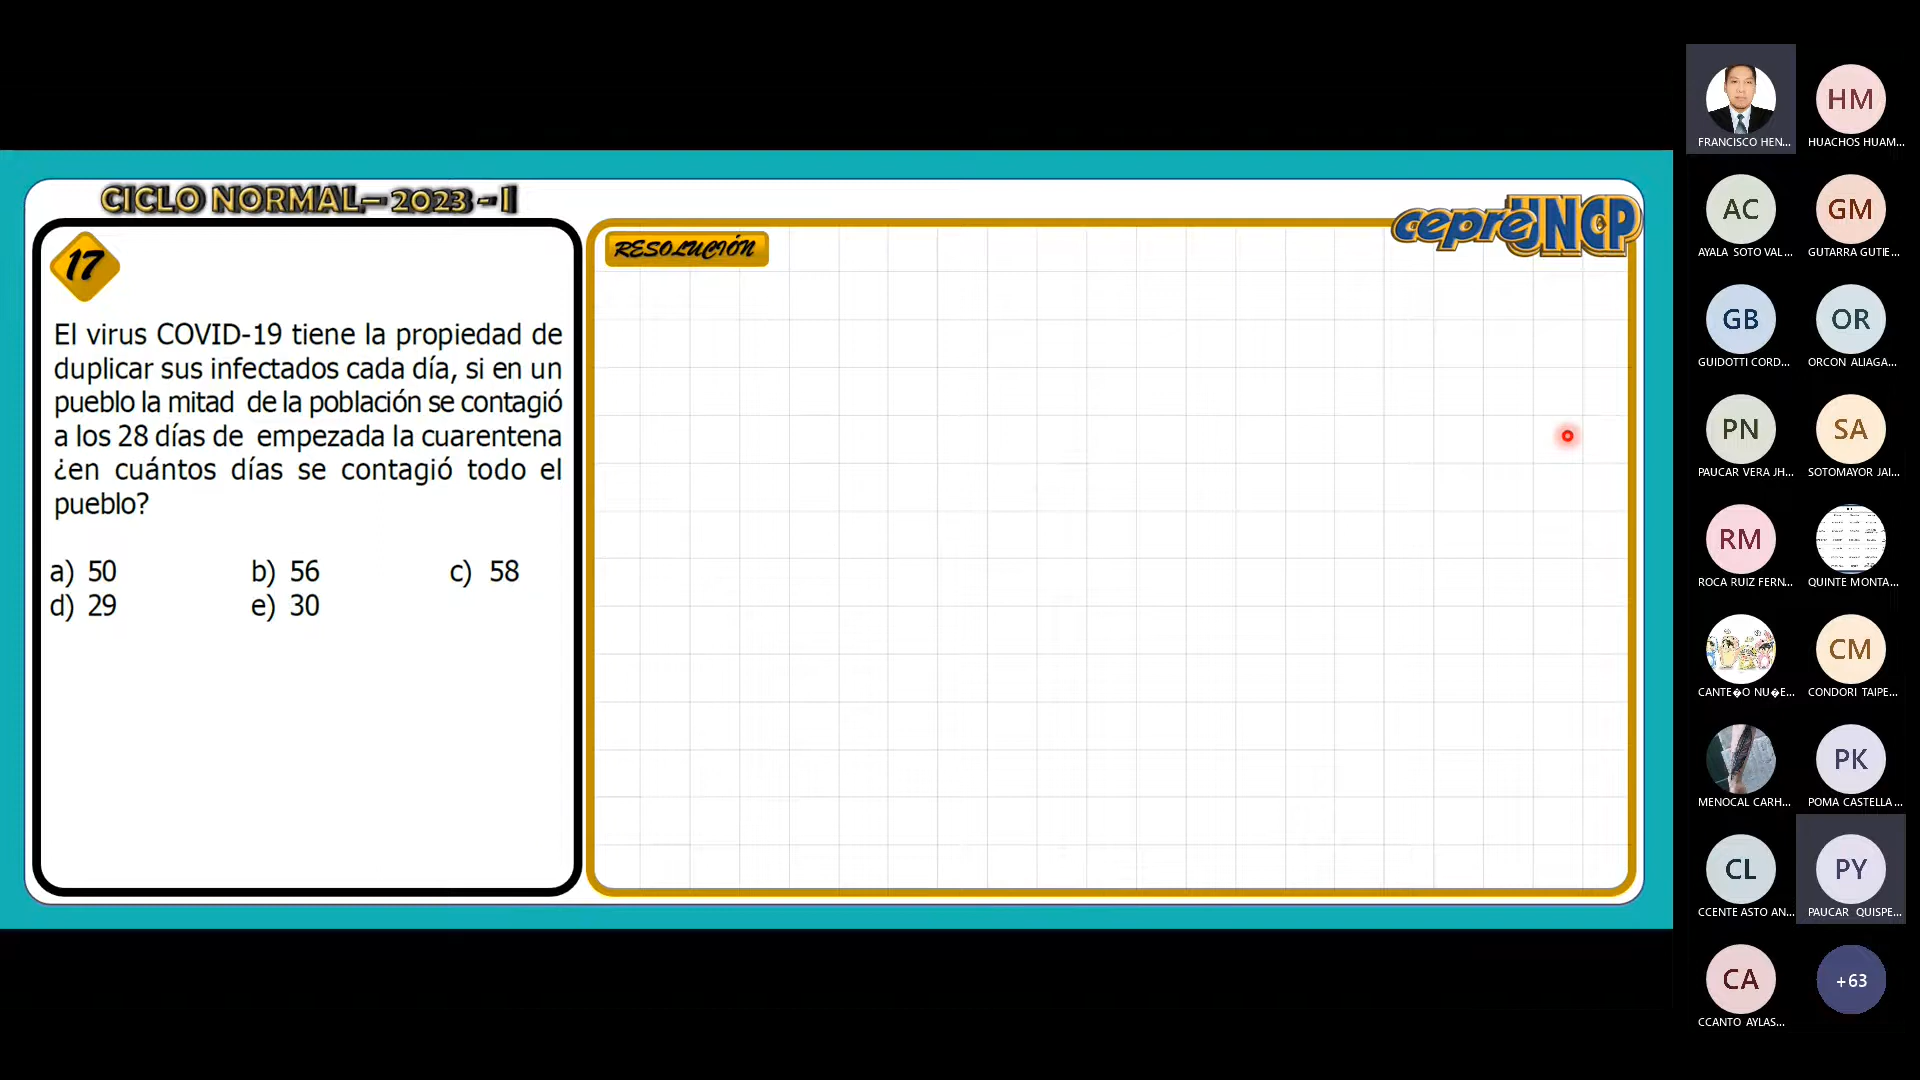 CICLO NORMAL– 2023 - I
cepreUNCP
17
RESOLUCIÓN
El virus COVID-19 tiene la propiedad de
duplicar sus infectados cada día, si en un
pueblo la mitad de la población se contagió
a los 28 días de empezada la cuarentena
¿en cuántos días se contagió todo el
pueblo?
a) 50 b) 56 c) 58
d) 29 e) 30
FRANCISCO HEN...
HM
HUACHOS HUAM...
AC
AYALA SOTO VAL...
GM
GUTARRA GUTIE...
GB
GUIDOTTI CORD...
OR
ORCON ALIAGA...
PN
PAUCAR VERA JH...
SA
SOTOMAYOR JAI...
RM
ROCA RUIZ FERN...
QUINTE MONTA...
CANTE�O NU�E...
CM
CONDORI TAIPE...
MENOCAL CARH...
PK
POMA CASTELLA...
CL
CCENTE ASTO AN...
PY
PAUCAR QUISPE...
CA
CCANTO AYLAS...
+63